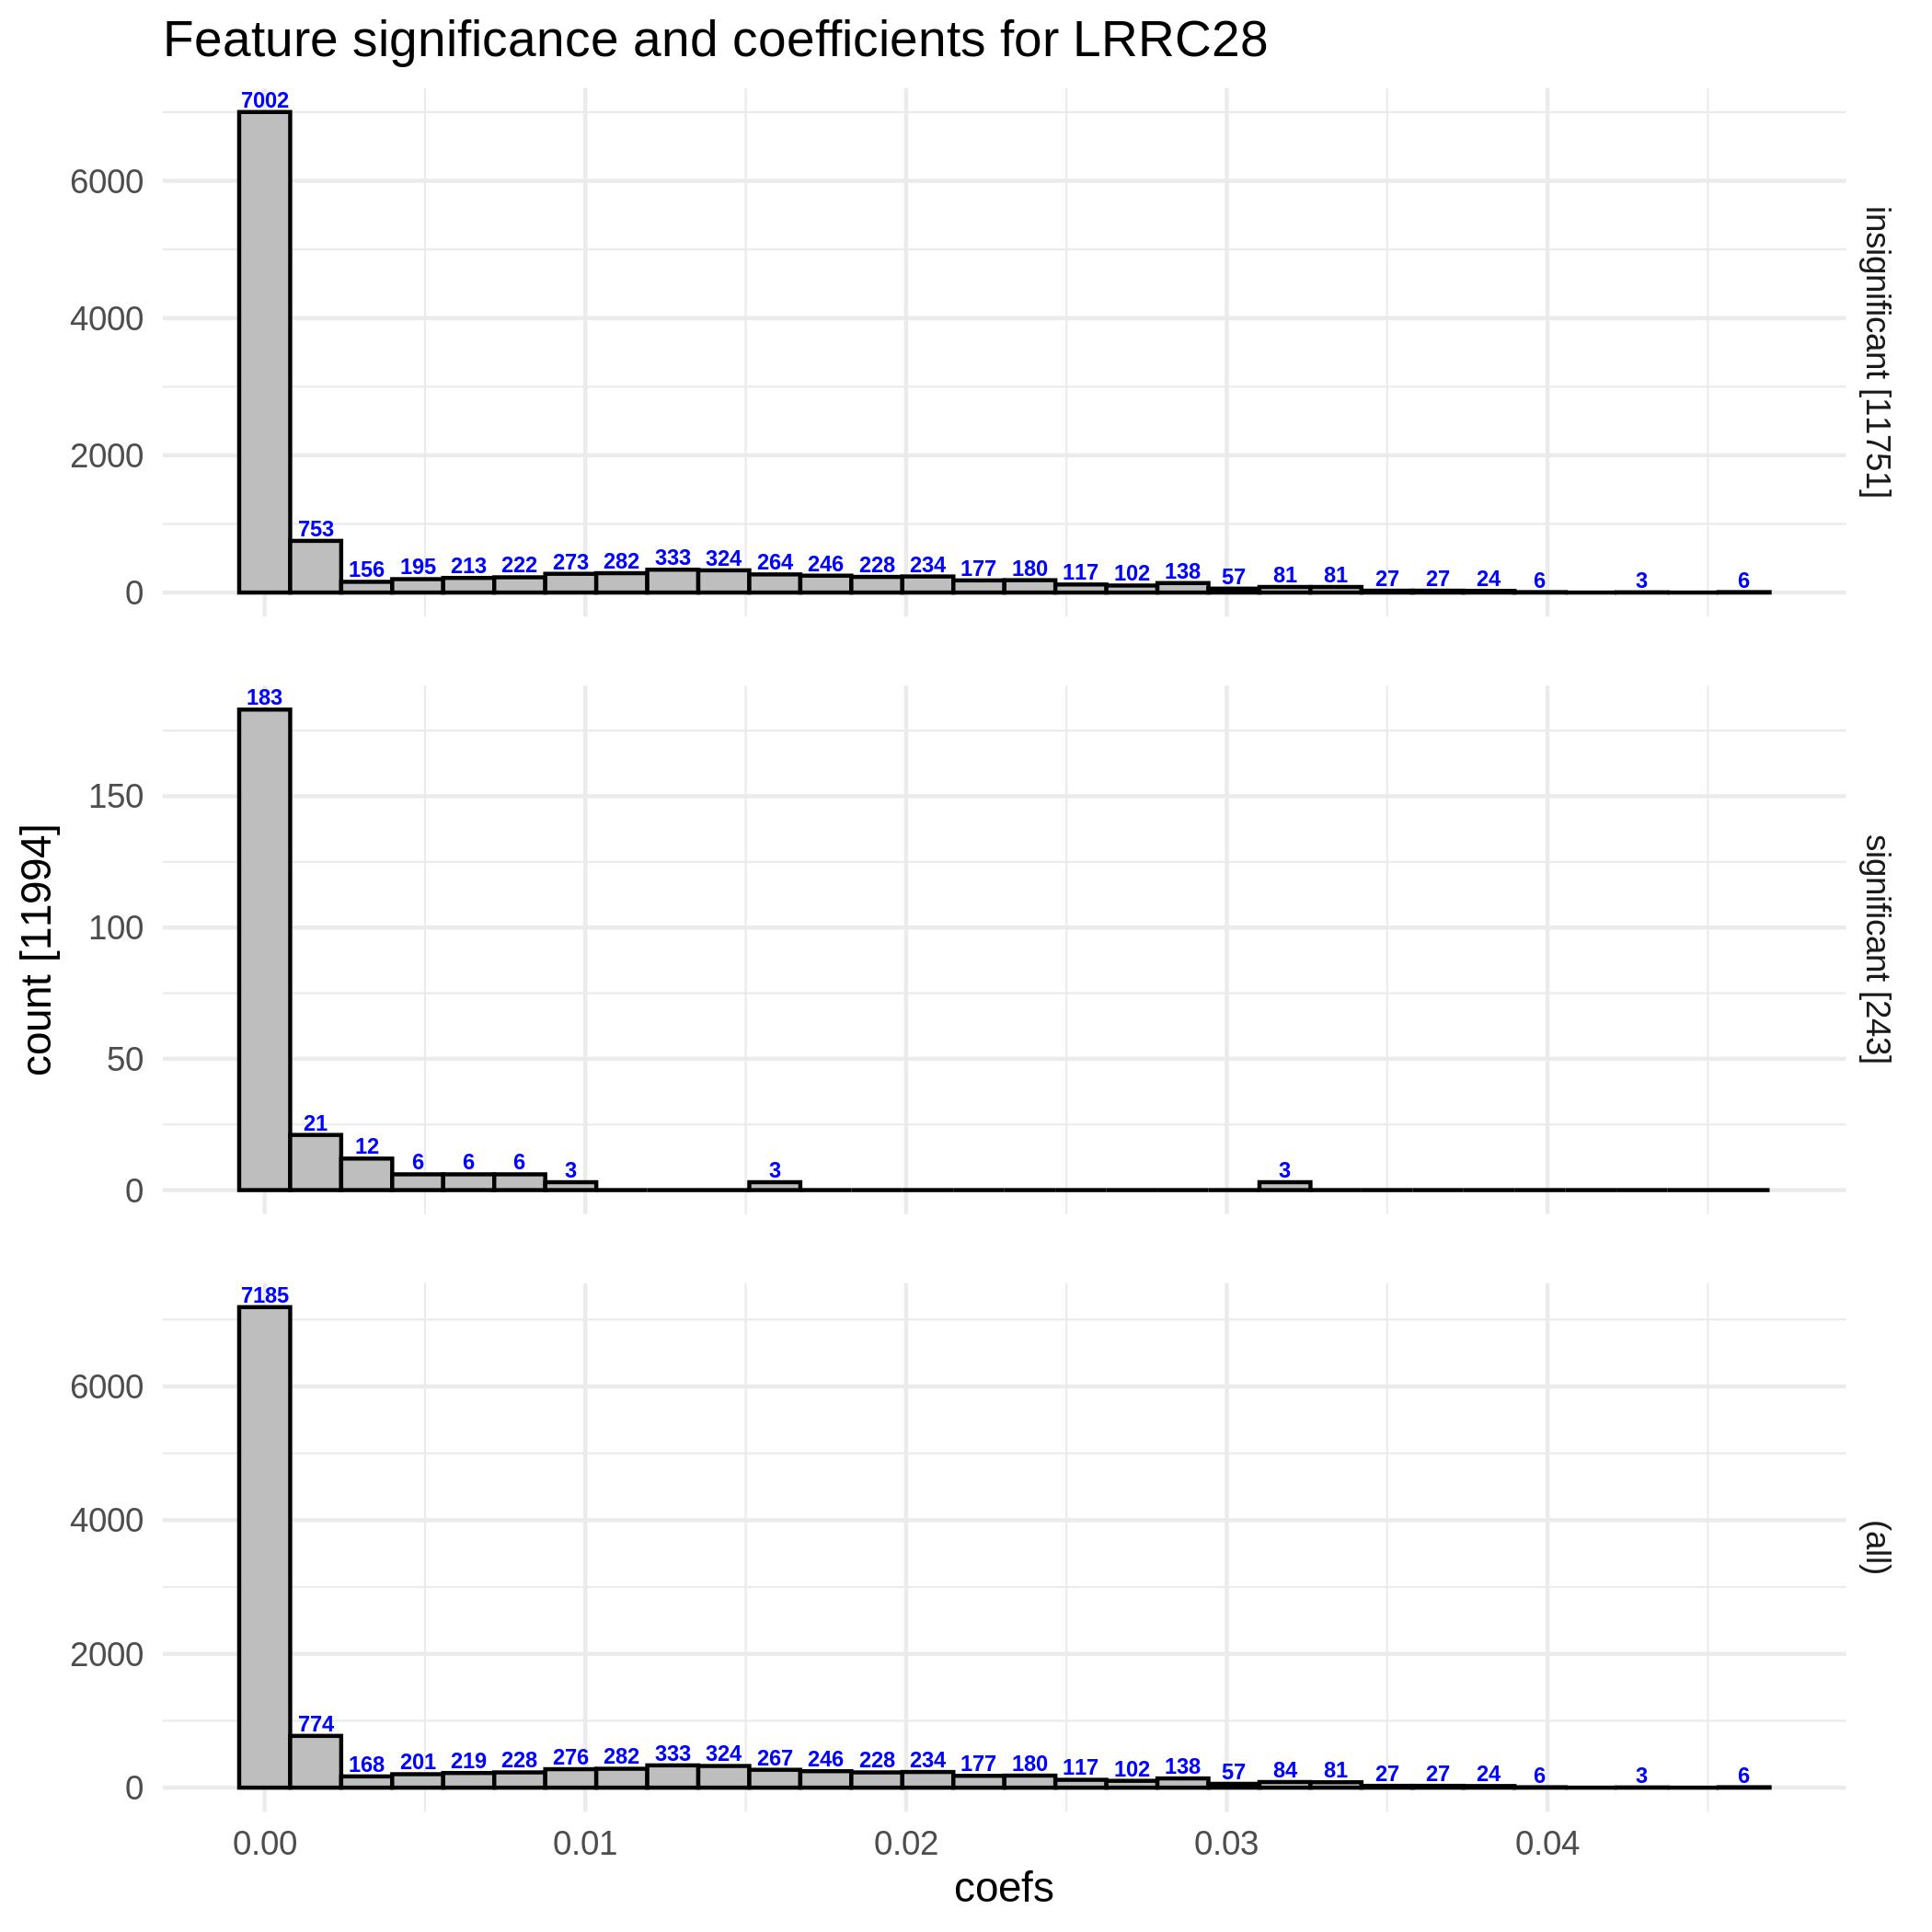 Feature significance and coefficients for LRRC28
7002
753 156 195 213 222 273 282 333 324 264 246 228 234 177 180 117 102 138 57 81 81 27 27 24 6 3 6
6000
4000
2000
0
insignificant [11751]
183
21 12 6 6 6 3 3 3
150
100
50
0
significant [243]
count [11994]
7185
774 168 201 219 228 276 282 333 324 267 246 228 234 177 180 117 102 138 57 84 81 27 27 24 6 3 6
6000
4000
2000
0
(all)
0.00 0.01 0.02 0.03 0.04
coefs